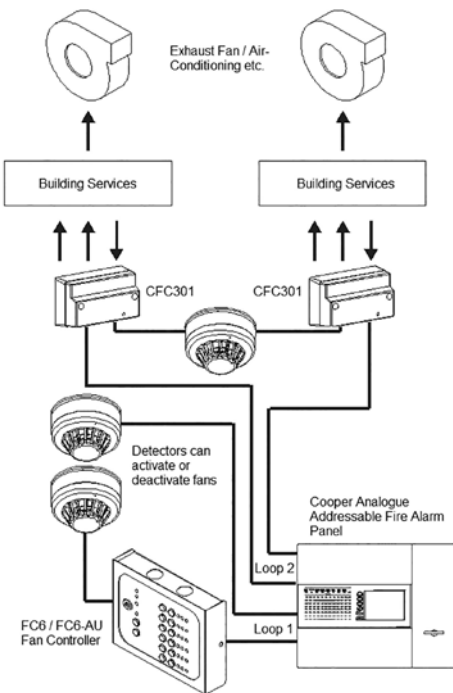 Exhaust Fan / Air-
Conditioning etc.
Building Services
Building Services
CFC301
CFC301
Detectors can
activate or
deactivate fans
Cooper Analogue
Addressable Fire Alarm
Panel
Loop 2
FC6 / FC6-AU
Fan Controller
Loop 1